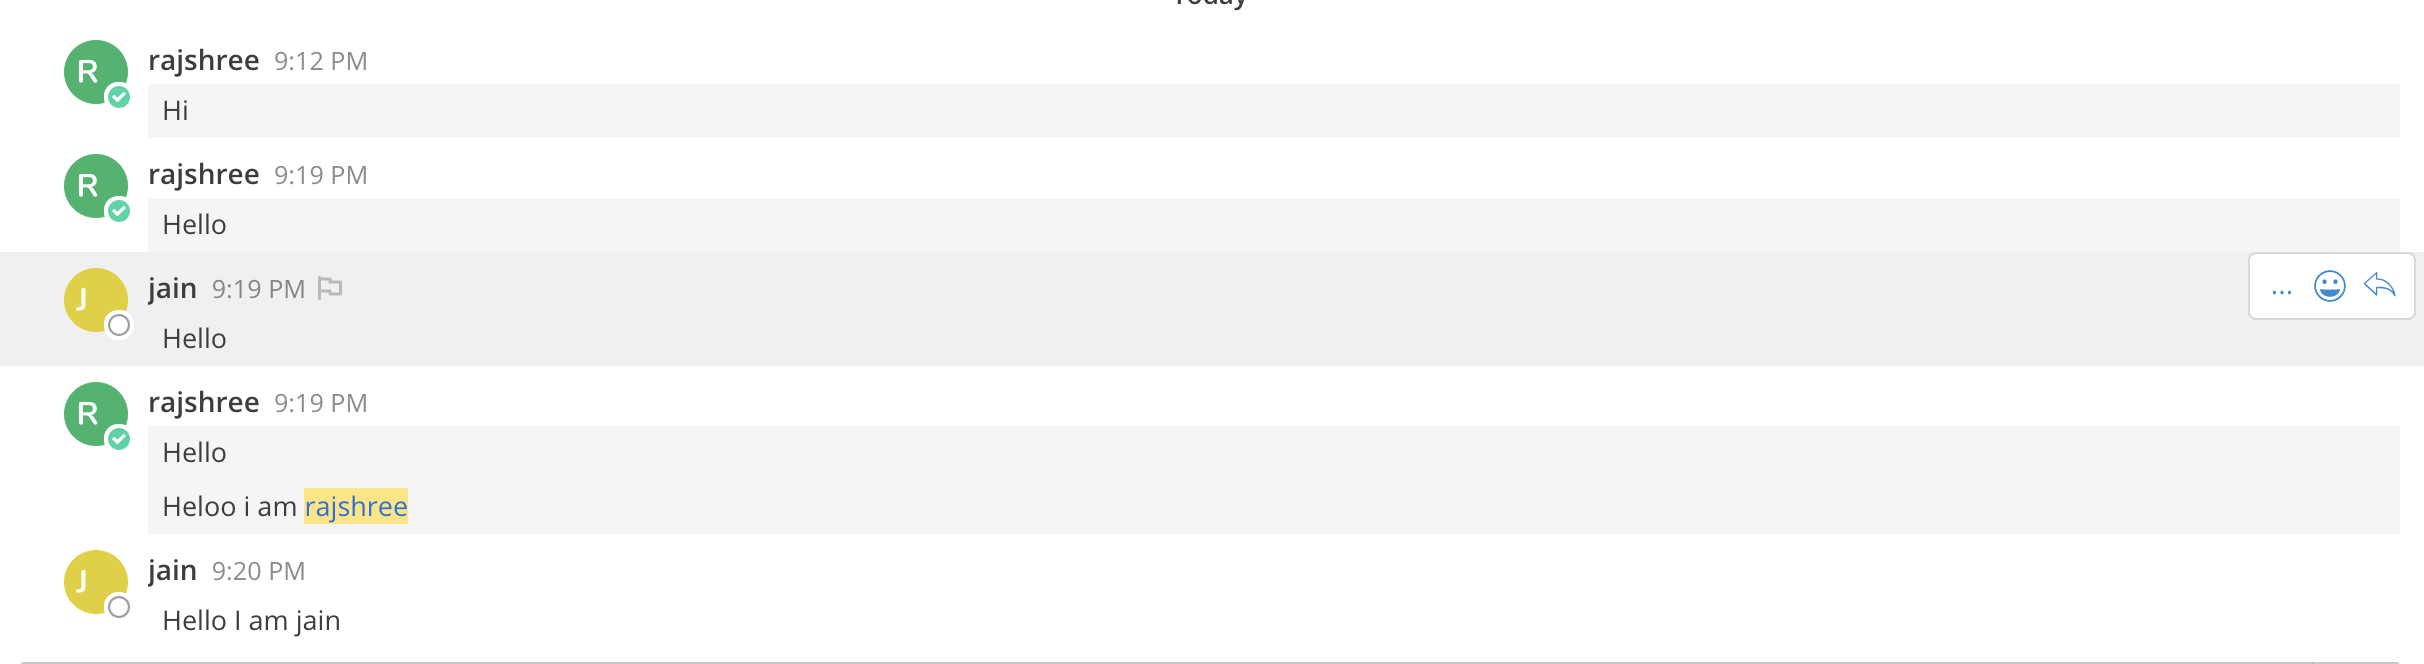 Today
R
rajshree 9:12 PM
Hi
R
rajshree 9:19 PM
Hello
J
jain 9:19 PM
...
Hello
R
rajshree 9:19 PM
Hello
Heloo i am rajshree
J
jain 9:20 PM
Hello I am jain